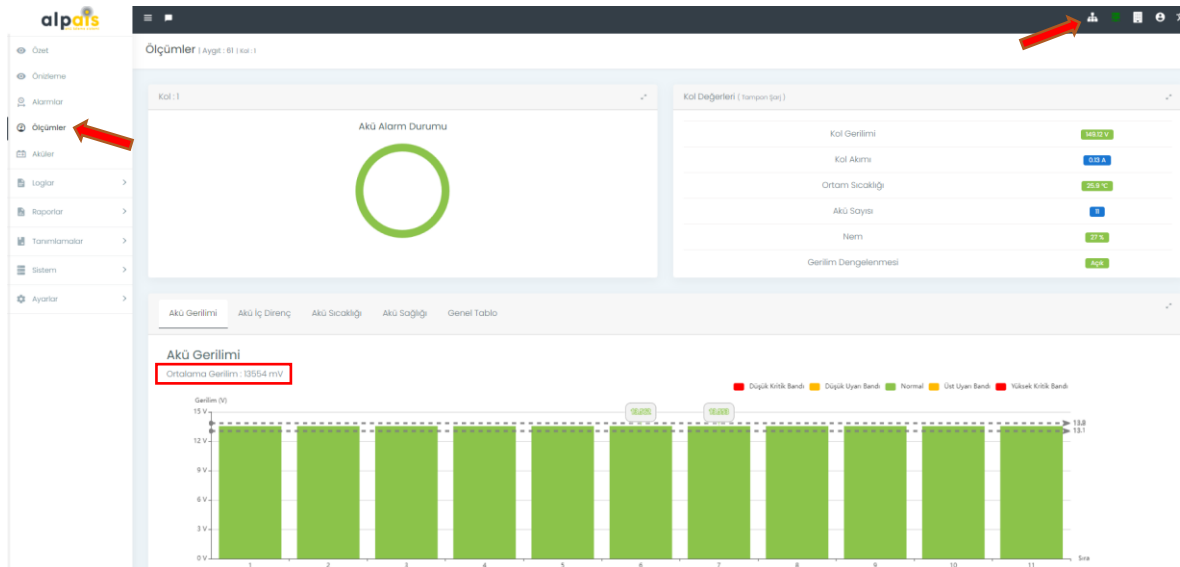 alpais
Özet
Önizleme
Alarmlar
Ölçümler
Aküler
Loglar
Raporlar
Tanımlamalar
Sistem
Ayarlar
Ölçümler | Aygıt : 61 | Kol : 1
Kol : 1
Akü Alarm Durumu
Kol Değerleri ( Tampon Şarj )
Kol Gerilimi 149.12 V
Kol Akımı 0.13 A
Ortam Sıcaklığı 25.9 °C
Akü Sayısı 11
Nem 27 %
Gerilim Dengelenmesi Açık
Akü Gerilimi Akü İç Direnç Akü Sıcaklığı Akü Sağlığı Genel Tablo
Akü Gerilimi
Ortalama Gerilim : 13554 mV
Düşük Kritik Bandı Düşük Uyarı Bandı Normal Üst Uyarı Bandı Yüksek Kritik Bandı
Gerilim (V)
15 V
13.8
13.1
12 V
9 V
6 V
3 V
0 V
1 2 3 4 5 6 7 8 9 10 11 Sıra